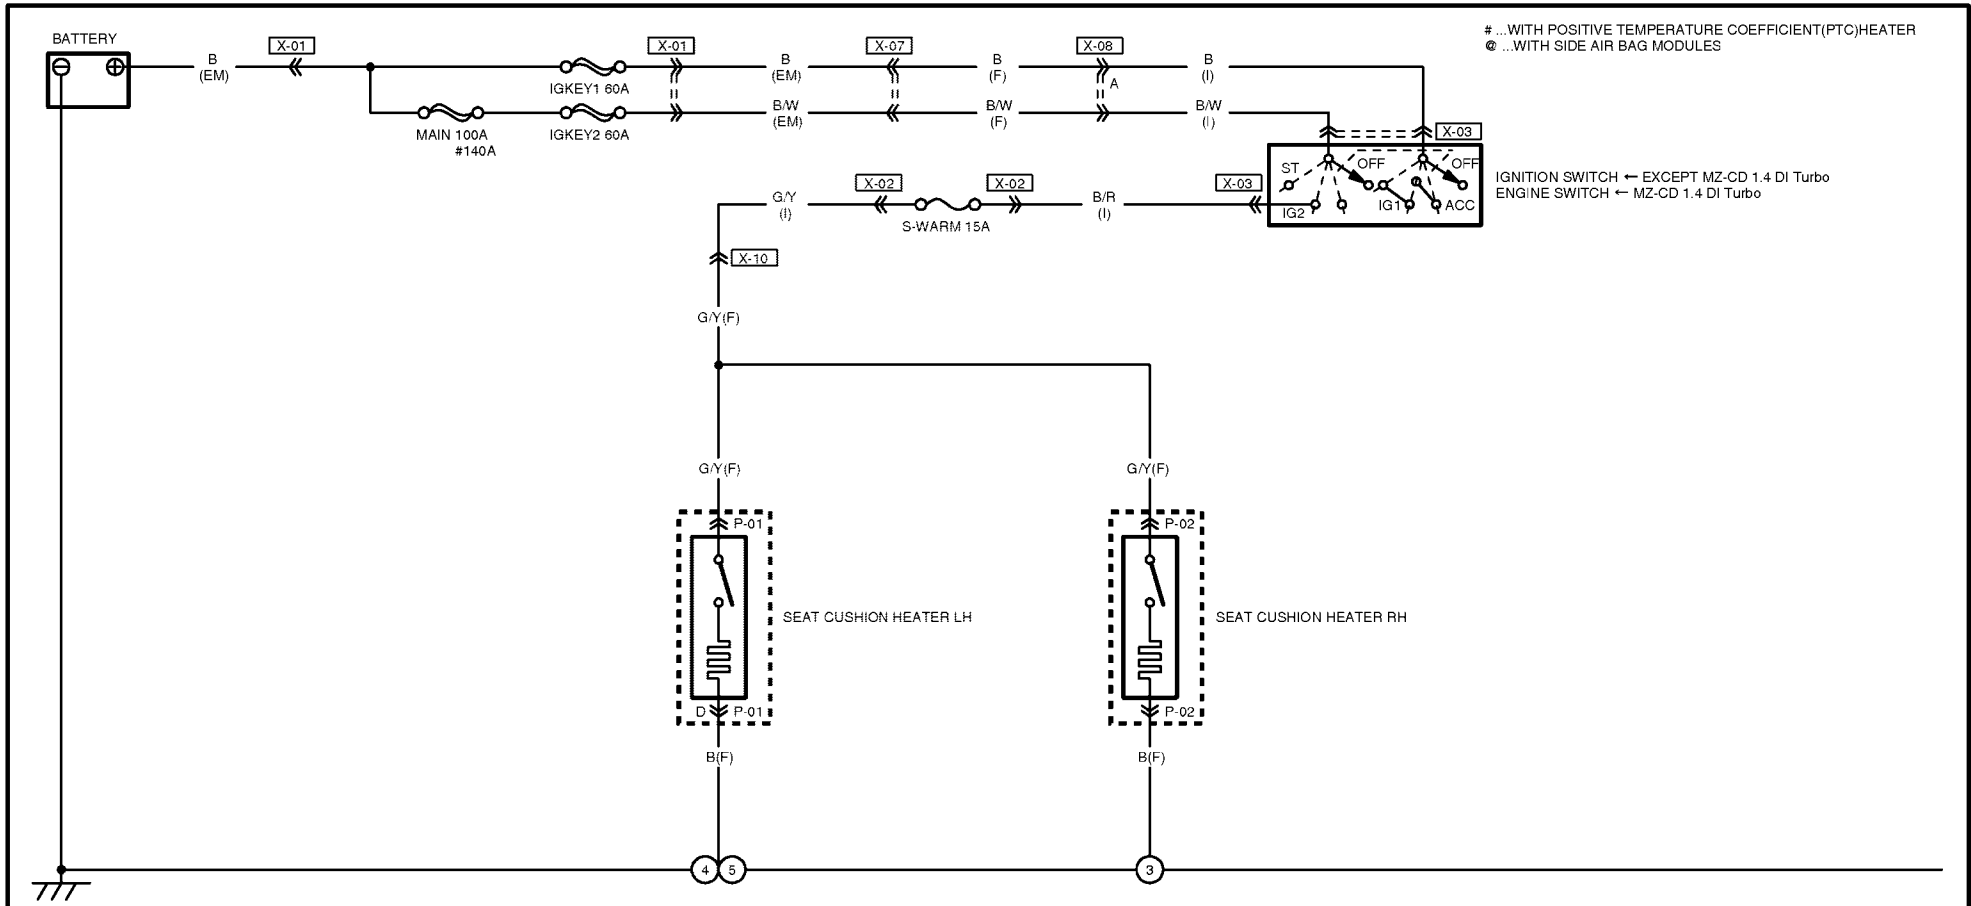 # ...WITH POSITIVE TEMPERATURE COEFFICIENT(PTC)HEATER
@ ...WITH SIDE AIR BAG MODULES
BATTERY
X-01
X-01
X-07
X-08
B
(EM)
B
(EM)
B
(F)
B
(I)
A
IGKEY1 60A
B/W
(EM)
B/W
(F)
B/W
(I)
MAIN 100A
#140A
IGKEY2 60A
X-03
ST
OFF
OFF
IG2
IG1
ACC
IGNITION SWITCH ← EXCEPT MZ-CD 1.4 DI Turbo
ENGINE SWITCH ← MZ-CD 1.4 DI Turbo
X-02
X-02
X-03
G/Y
(I)
B/R
(I)
S-WARM 15A
X-10
G/Y(F)
G/Y(F)
G/Y(F)
P-01
P-02
SEAT CUSHION HEATER LH
SEAT CUSHION HEATER RH
D
P-01
P-02
B(F)
B(F)
4
5
3